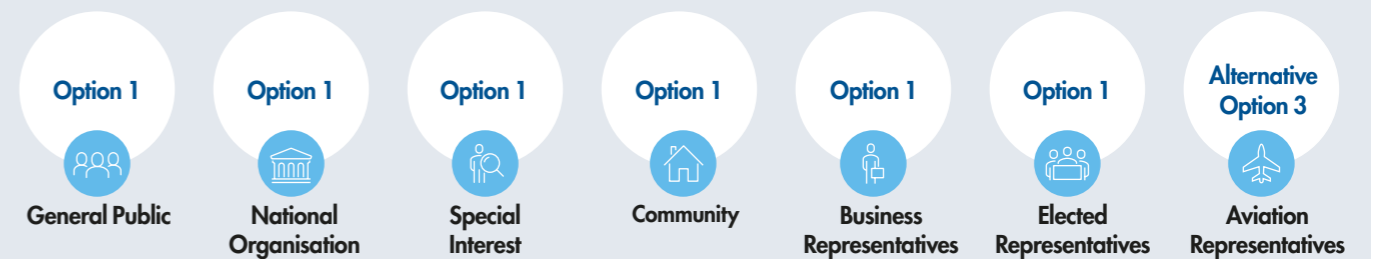 Option 1
General Public
Option 1
National
Organisation
Option 1
Special
Interest
Option 1
Community
Option 1
Business
Representatives
Option 1
Elected
Representatives
Alternative
Option 3
Aviation
Representatives